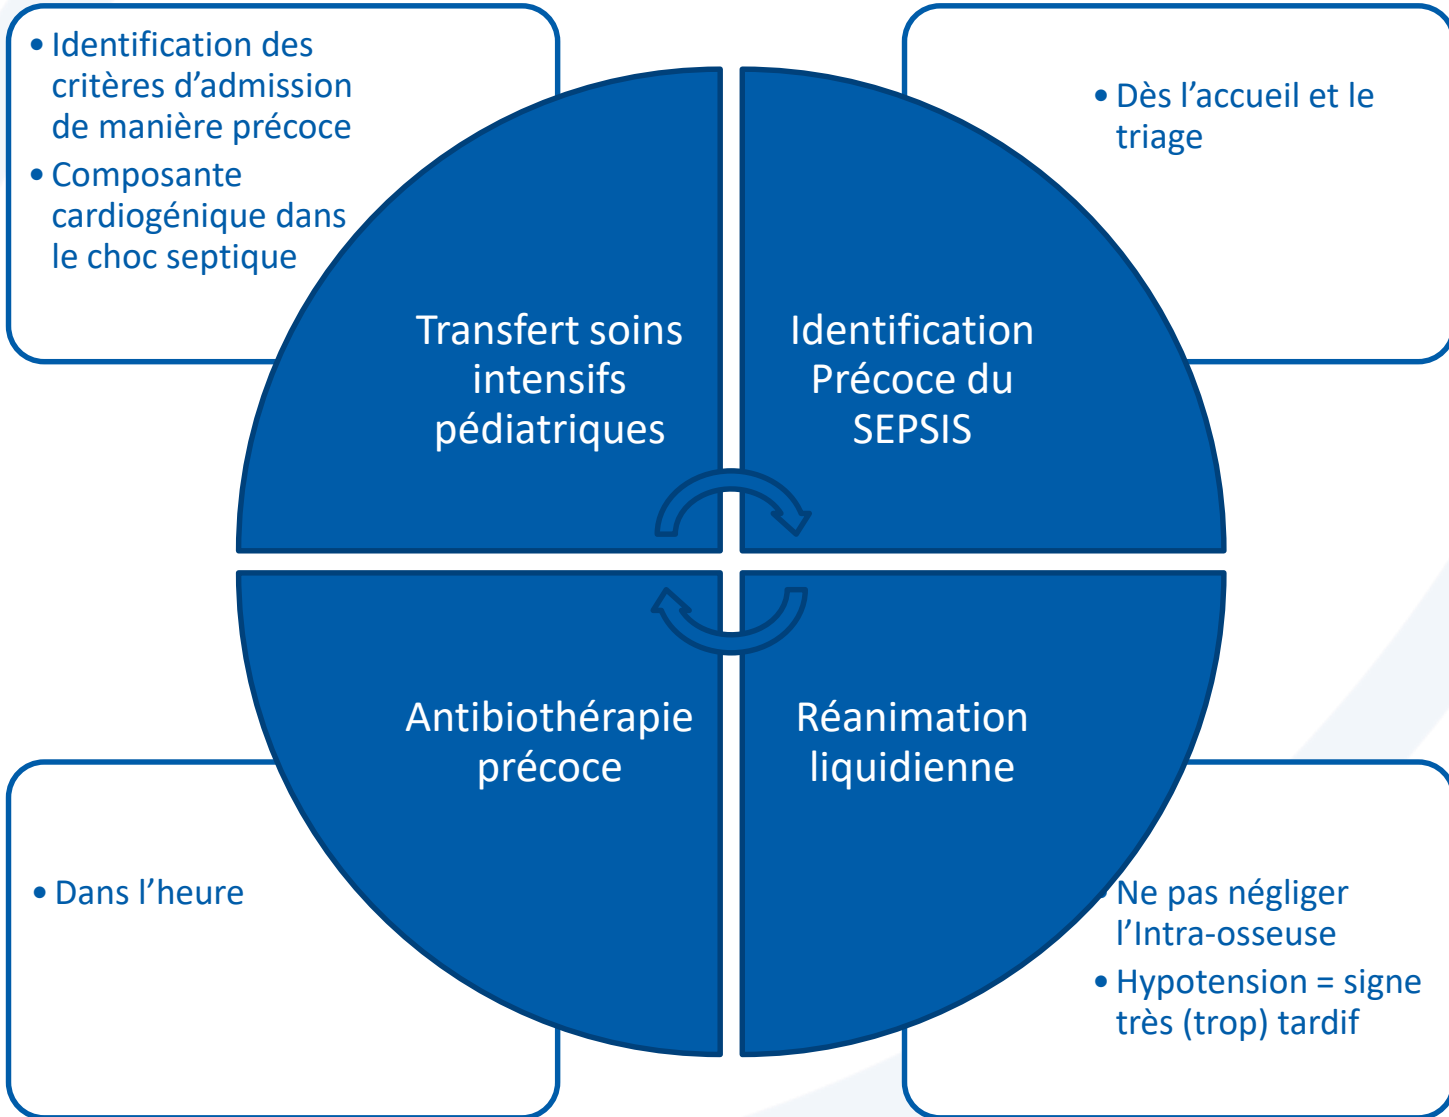 • Identification des
critères d'admission
de manière précoce
• Composante
cardiogénique dans
le choc septique
• Dès l'accueil et le
triage
Transfert soins
intensifs
pédiatriques
Identification
Précoce du
SEPSIS
Antibiothérapie
précoce
Réanimation
liquidienne
• Dans l'heure
• Ne pas négliger
l'Intra-osseuse
• Hypotension = signe
très (trop) tardif